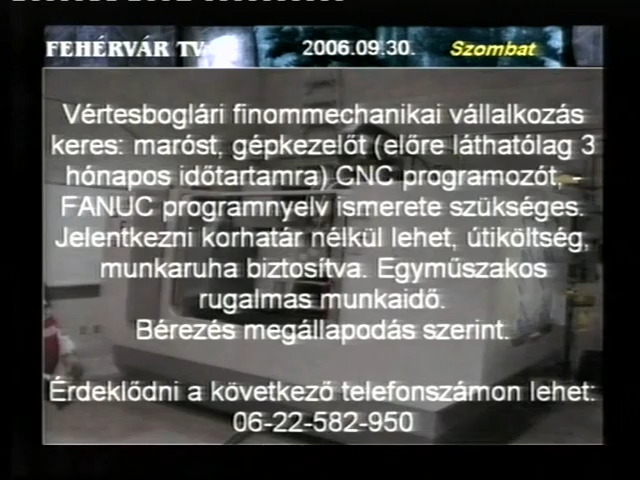 FEHÉRVÁR TV 2006.09.30. Szombat
Vértesboglári finommechanikai vállalkozás
keres: maróst, gépkezelőt (előre láthatólag 3
hónapos időtartamra) CNC programozót, -
FANUC programnyelv ismerete szükséges.
Jelentkezni korhatár nélkül lehet, útiköltség,
munkaruha biztosítva. Egyműszakos
rugalmas munkaidő.
Bérezés megállapodás szerint.
Érdeklődni a következő telefonszámon lehet:
06-22-582-950